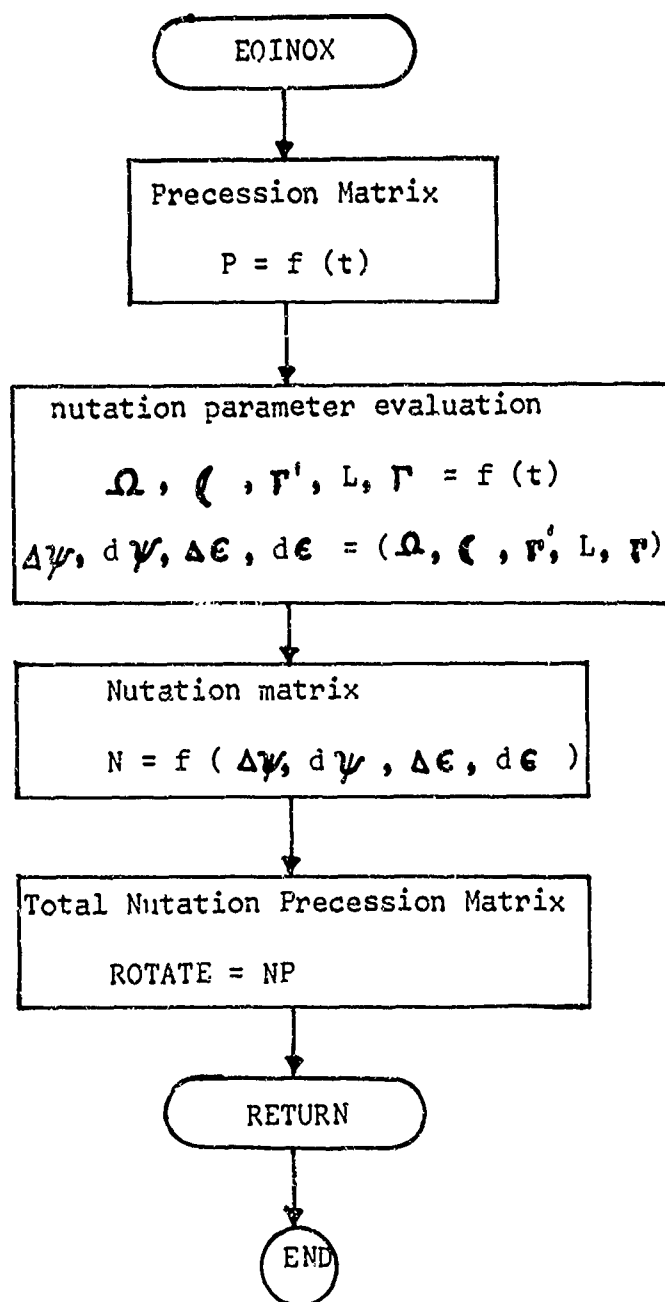 EQINOX
Precession Matrix
P = f (t)
nutation parameter evaluation
Ω, ☾, Γ', L, Γ = f (t)
Δψ, dψ, Δϵ, dϵ = (Ω, ☾, Γ', L, Γ)
Nutation matrix
N = f ( Δψ, dψ, Δϵ, dϵ )
Total Nutation Precession Matrix
ROTATE = NP
RETURN
END